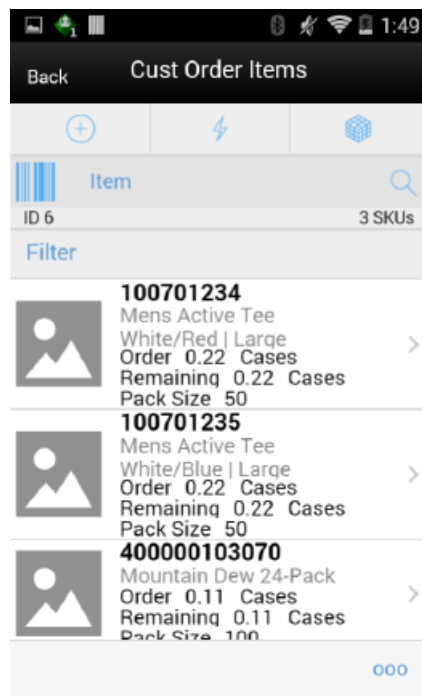 1:49
Back Cust Order Items
Item
ID 6 3 SKUs
Filter
100701234
Mens Active Tee
White/Red | Large
Order 0.22 Cases
Remaining 0.22 Cases
Pack Size 50
100701235
Mens Active Tee
White/Blue | Large
Order 0.22 Cases
Remaining 0.22 Cases
Pack Size 50
400000103070
Mountain Dew 24-Pack
Order 0.11 Cases
Remaining 0.11 Cases
Pack Size 100